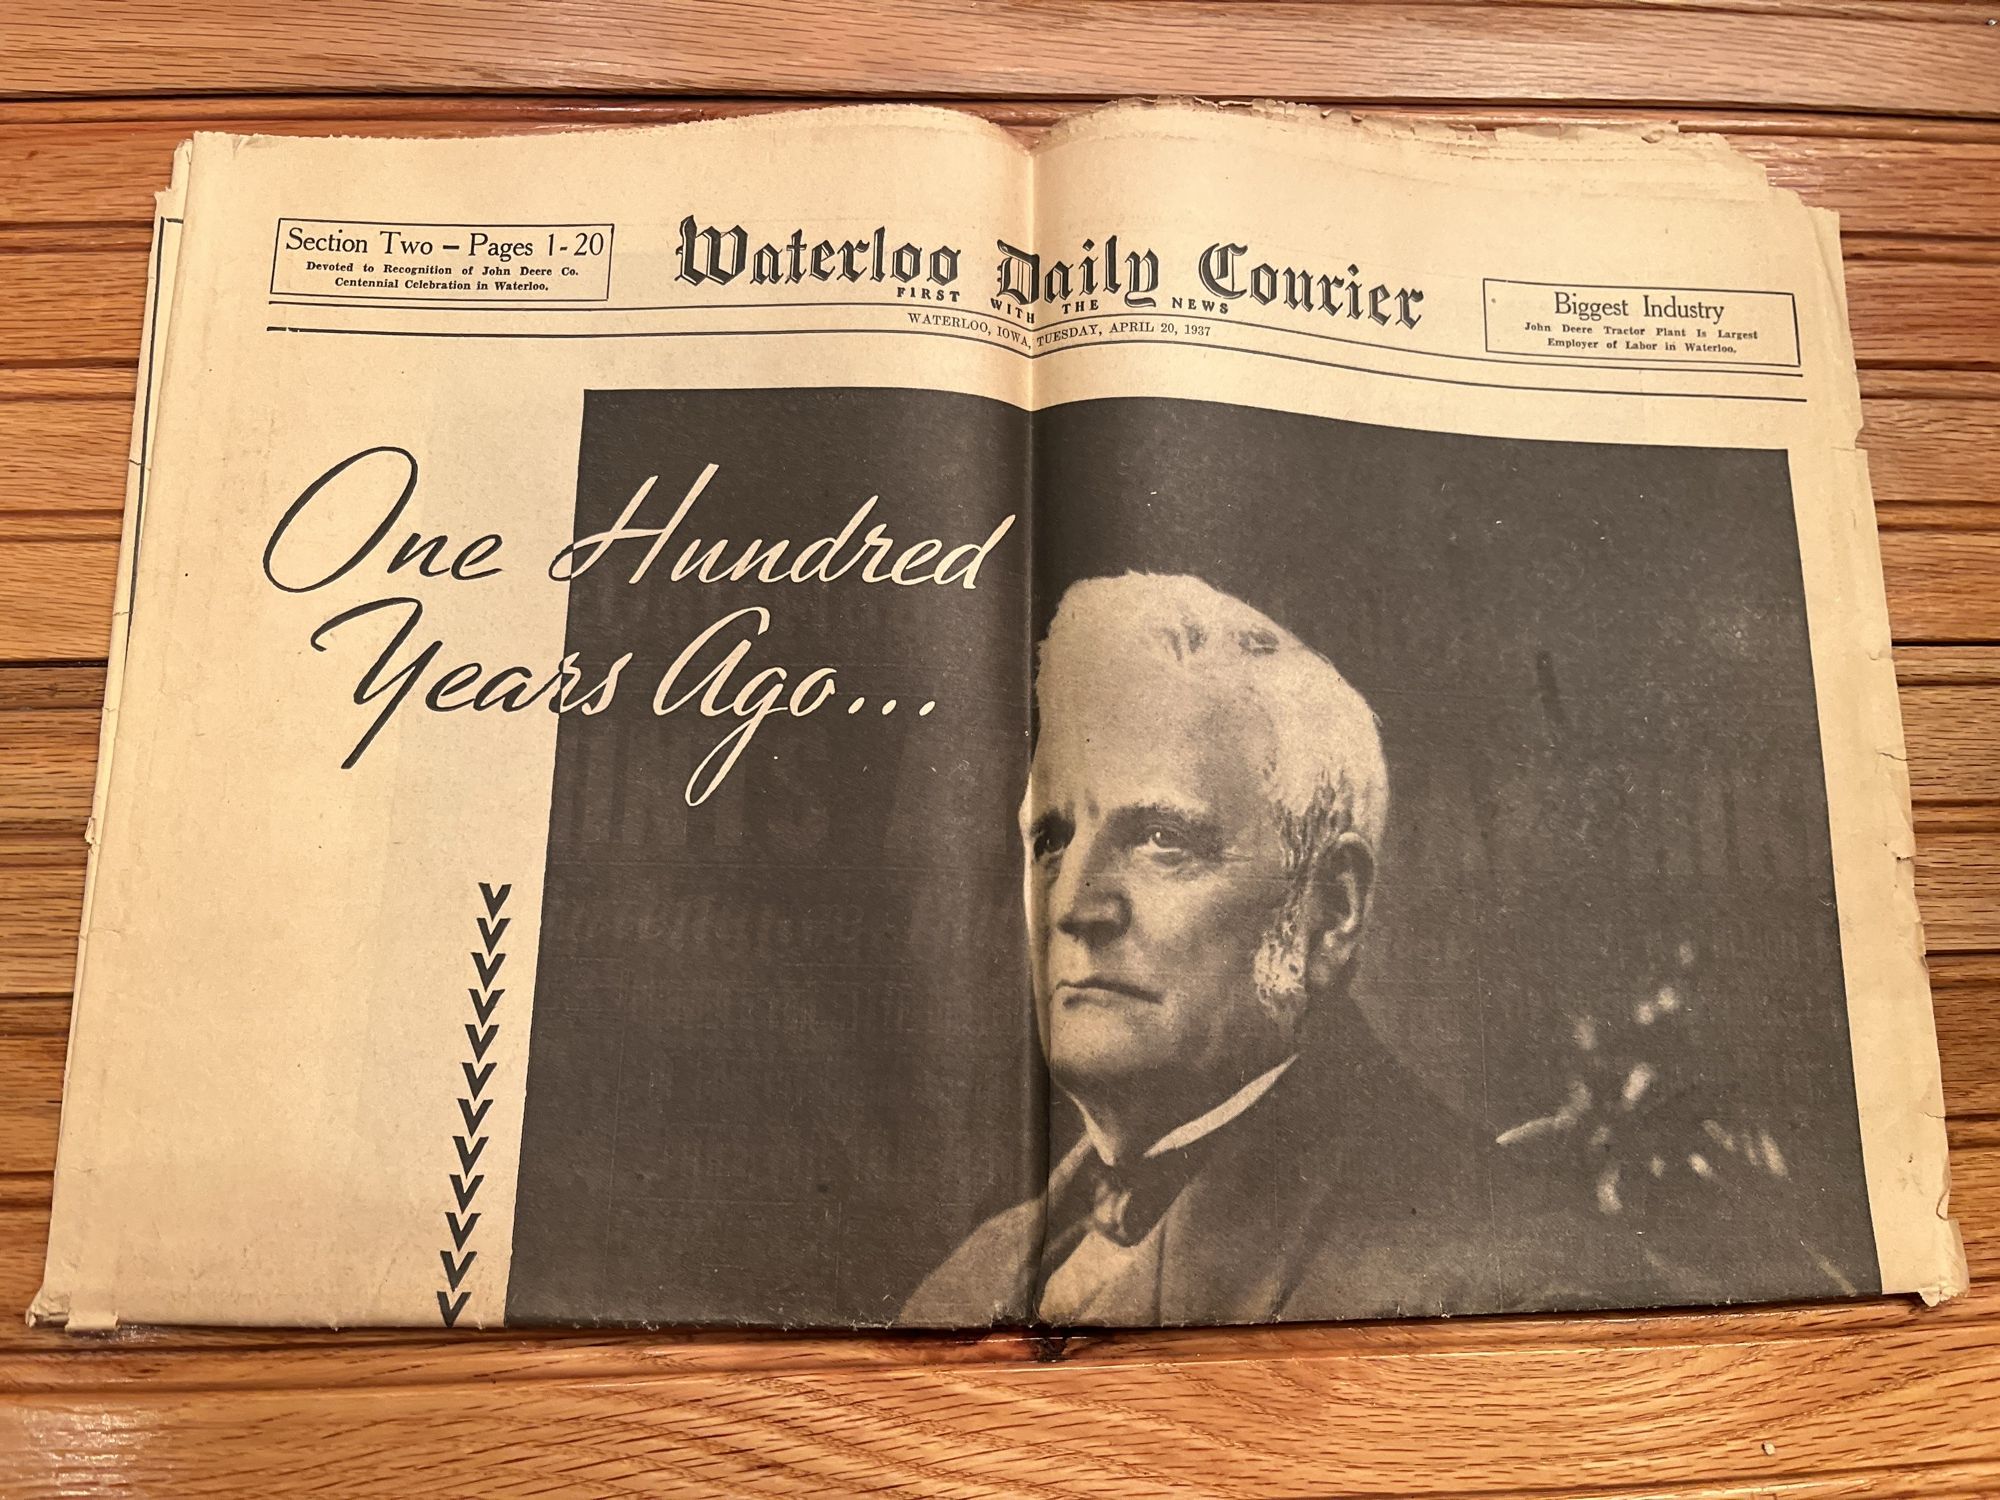 Section Two – Pages 1-20
Devoted to Recognition of John Deere Co.
Centennial Celebration in Waterloo.
Waterloo Daily Courier
FIRST WITH THE NEWS
WATERLOO, IOWA, TUESDAY, APRIL 20, 1937
Biggest Industry
John Deere Tractor Plant Is Largest
Employer of Labor in Waterloo.
One Hundred
Years Ago...